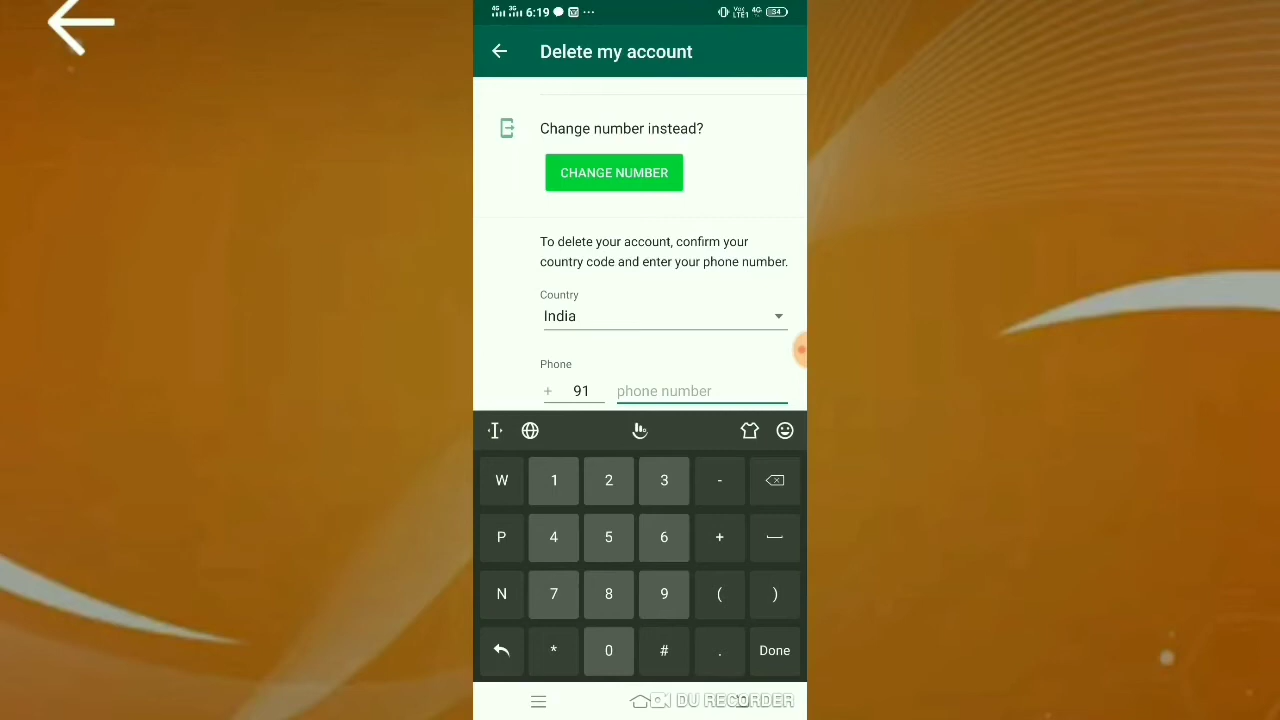 6:19
Delete my account
Change number instead?
CHANGE NUMBER
To delete your account, confirm your
country code and enter your phone number.
Country
India
Phone
+ 91 phone number
W 1 2 3 -
P 4 5 6 +
N 7 8 9 ( )
* 0 # . Done
DU RECORDER